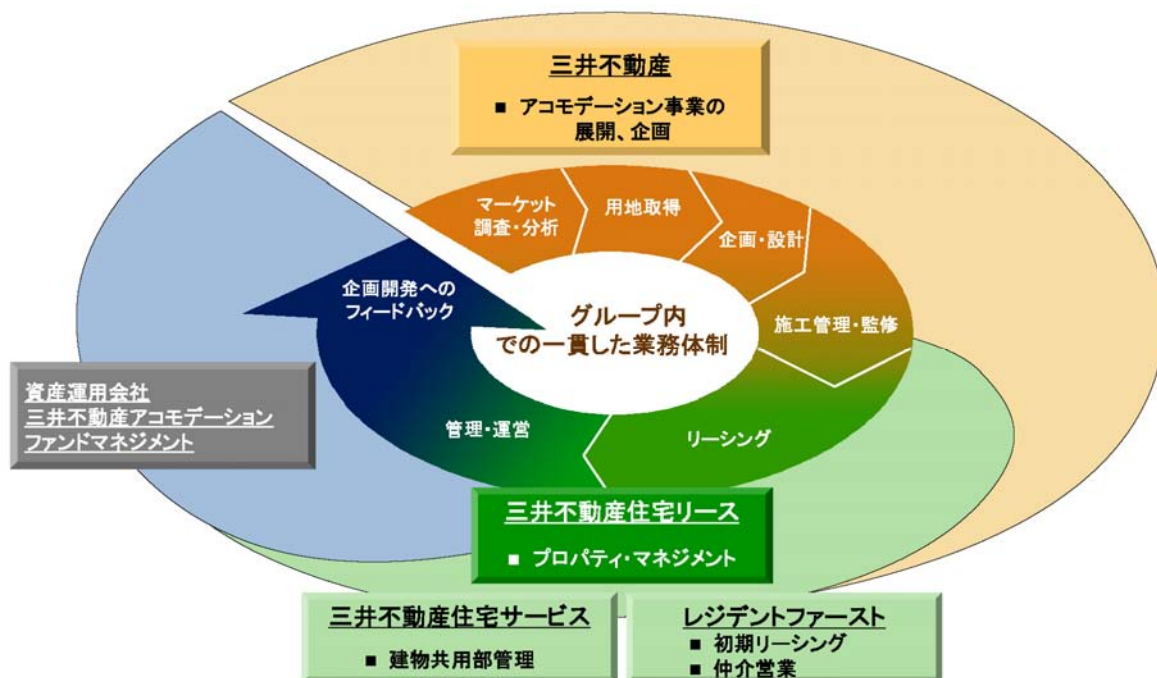 三井不動産
■ アコモデーション事業の
展開、企画
マーケット
調査・分析
用地取得
企画・設計
施工管理・監修
リーシング
管理・運営
企画開発への
フィードバック
グループ内
での一貫した業務体制
資産運用会社
三井不動産アコモデーション
ファンドマネジメント
三井不動産住宅リース
■ プロパティ・マネジメント
三井不動産住宅サービス
■ 建物共用部管理
レジデントファースト
■ 初期リーシング
■ 仲介営業